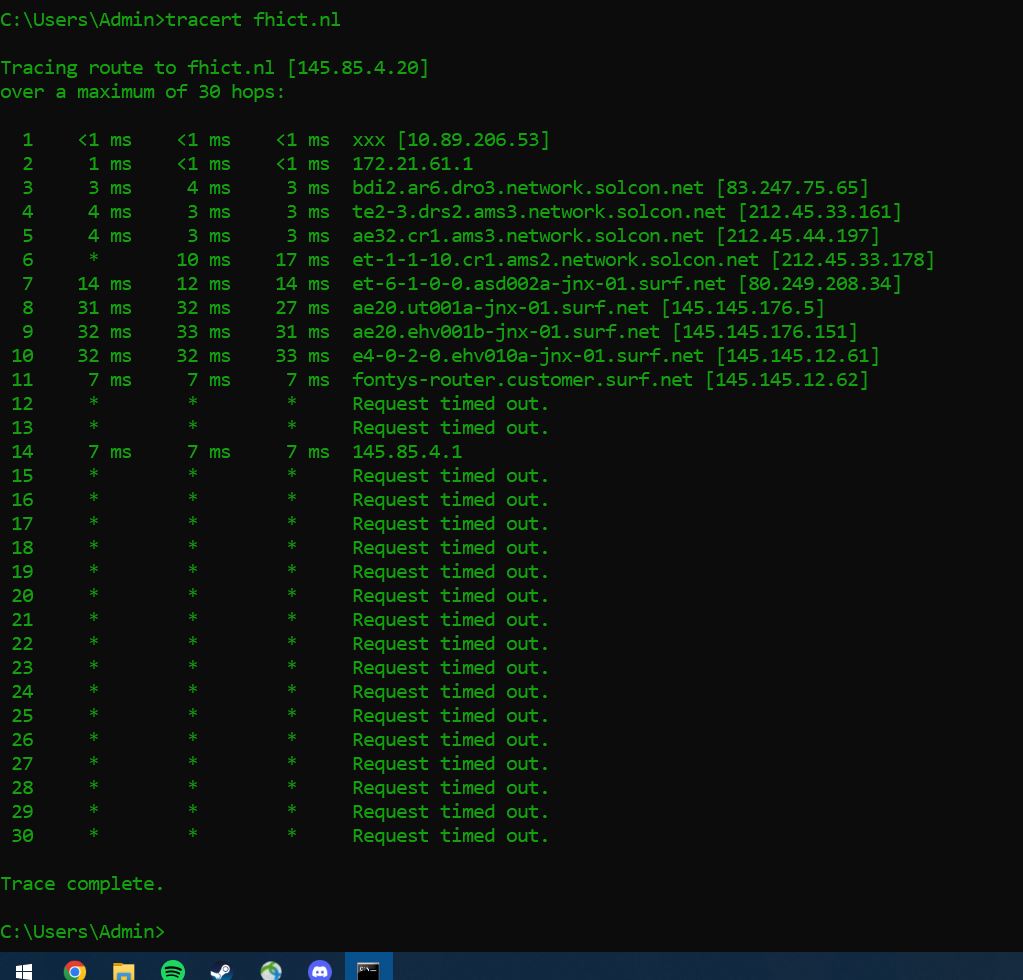 C:\Users\Admin>tracert fhict.nl
Tracing route to fhict.nl [145.85.4.20]
over a maximum of 30 hops:
1 <1 ms <1 ms <1 ms xxx [10.89.206.53]
2 1 ms <1 ms <1 ms 172.21.61.1
3 3 ms 4 ms 3 ms bdi2.ar6.dro3.network.solcon.net [83.247.75.65]
4 4 ms 3 ms 3 ms te2-3.drs2.ams3.network.solcon.net [212.45.33.161]
5 4 ms 3 ms 3 ms ae32.cr1.ams3.network.solcon.net [212.45.44.197]
6 * 10 ms 17 ms et-1-1-10.cr1.ams2.network.solcon.net [212.45.33.178]
7 14 ms 12 ms 14 ms et-6-1-0-0.asd002a-jnx-01.surf.net [80.249.208.34]
8 31 ms 32 ms 27 ms ae20.ut001a-jnx-01.surf.net [145.145.176.5]
9 32 ms 33 ms 31 ms ae20.ehv001b-jnx-01.surf.net [145.145.176.151]
10 32 ms 32 ms 33 ms e4-0-2-0.ehv010a-jnx-01.surf.net [145.145.12.61]
11 7 ms 7 ms 7 ms fontys-router.customer.surf.net [145.145.12.62]
12 * * * Request timed out.
13 * * * Request timed out.
14 7 ms 7 ms 7 ms 145.85.4.1
15 * * * Request timed out.
16 * * * Request timed out.
17 * * * Request timed out.
18 * * * Request timed out.
19 * * * Request timed out.
20 * * * Request timed out.
21 * * * Request timed out.
22 * * * Request timed out.
23 * * * Request timed out.
24 * * * Request timed out.
25 * * * Request timed out.
26 * * * Request timed out.
27 * * * Request timed out.
28 * * * Request timed out.
29 * * * Request timed out.
30 * * * Request timed out.
Trace complete.
C:\Users\Admin>